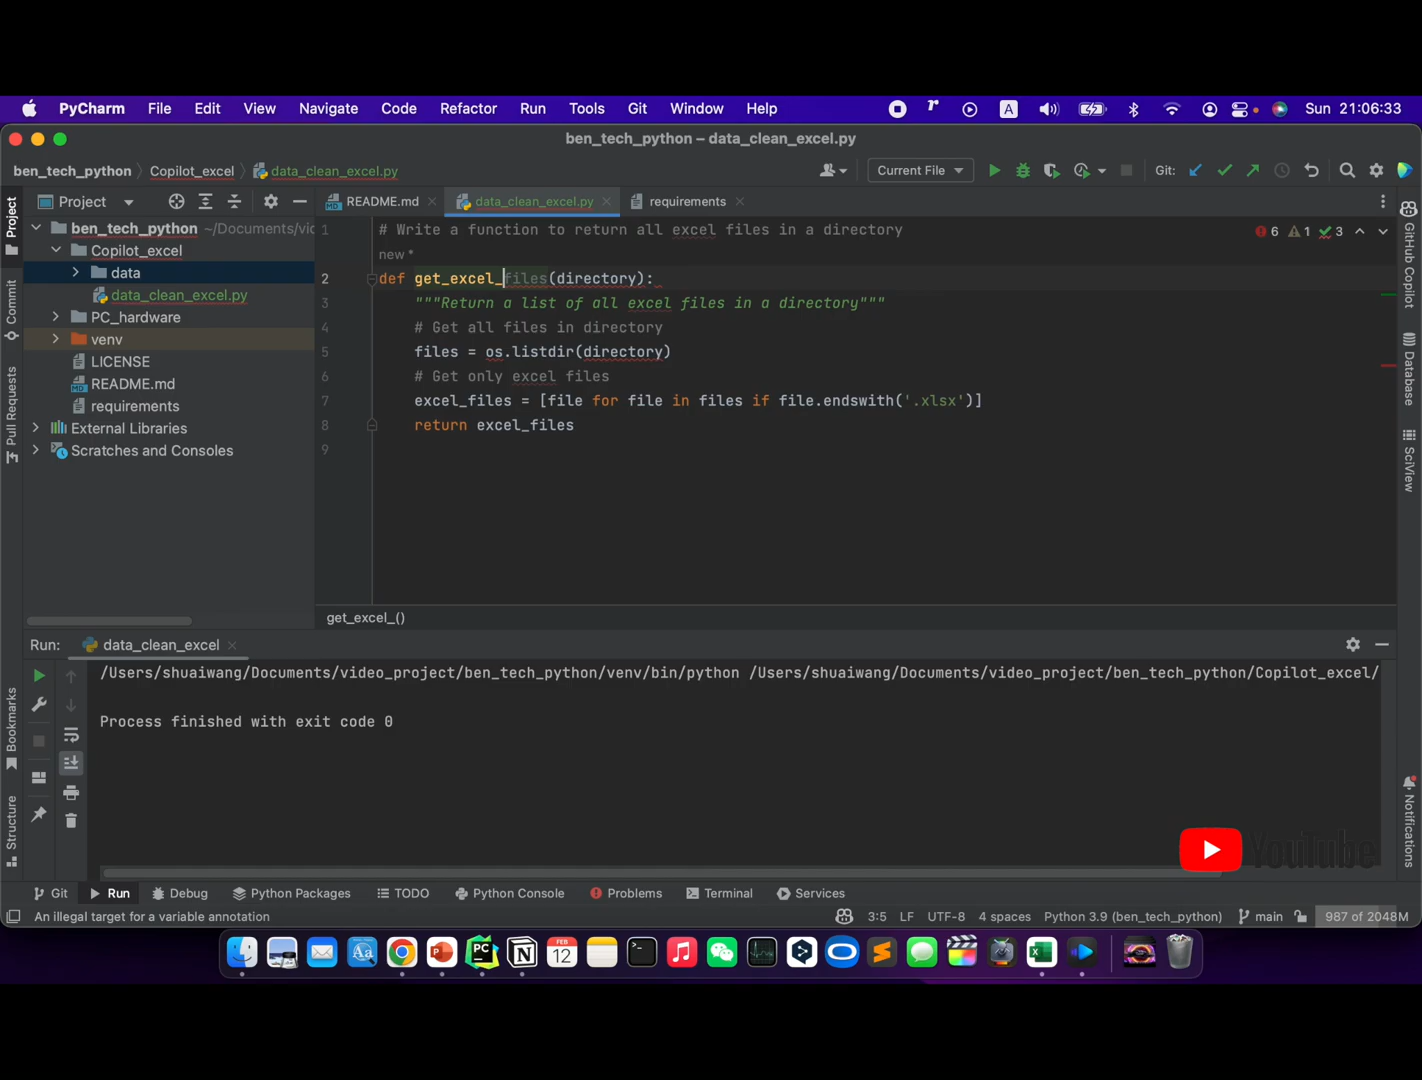 PyCharm File Edit View Navigate Code Refactor Run Tools Git Window Help A Sun 21:06:33
ben_tech_python – data_clean_excel.py
ben_tech_python Copilot_excel data_clean_excel.py Current File Git:
Project
Project
README.md data_clean_excel.py requirements
ben_tech_python ~/Documents/vid
Copilot_excel
data
data_clean_excel.py
PC_hardware
venv
LICENSE
README.md
requirements
External Libraries
Scratches and Consoles
Commit
Pull Requests
Bookmarks
Structure
1 # Write a function to return all excel files in a directory
6 1 3
new *
2 def get_excel_files(directory):
3 """Return a list of all excel files in a directory"""
4 # Get all files in directory
5 files = os.listdir(directory)
6 # Get only excel files
7 excel_files = [file for file in files if file.endswith('.xlsx')]
8 return excel_files
9
get_excel_()
GitHub Copilot
Database
SciView
Notifications
Run: data_clean_excel
/Users/shuaiwang/Documents/video_project/ben_tech_python/venv/bin/python /Users/shuaiwang/Documents/video_project/ben_tech_python/Copilot_excel/
Process finished with exit code 0
YouTube
Git Run Debug Python Packages TODO Python Console Problems Terminal Services
An illegal target for a variable annotation 3:5 LF UTF-8 4 spaces Python 3.9 (ben_tech_python) main 987 of 2048M
FEB
12